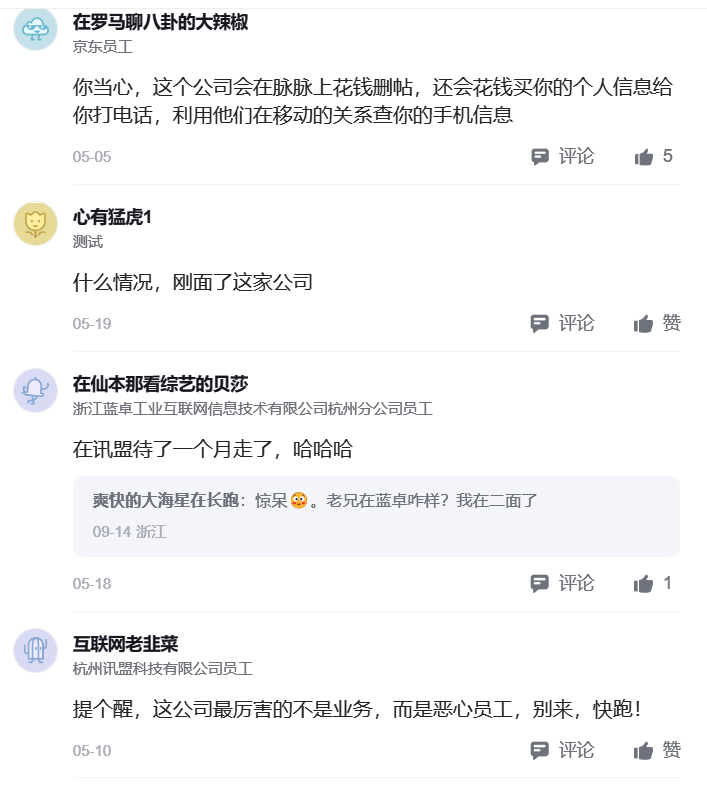 在罗马聊八卦的大辣椒
京东员工
你当心，这个公司会在脉脉上花钱删帖，还会花钱买你的个人信息给
你打电话，利用他们在移动的关系查你的手机信息
05-05 评论 5
心有猛虎1
测试
什么情况，刚面了这家公司
05-19 评论 赞
在仙本那看综艺的贝莎
浙江蓝卓工业互联网信息技术有限公司杭州分公司员工
在讯盟待了一个月走了，哈哈哈
爽快的大海星在长跑：惊呆😳。老兄在蓝卓咋样？我在二面了
09-14 浙江
05-18 评论 1
互联网老韭菜
杭州讯盟科技有限公司员工
提个醒，这公司最厉害的不是业务，而是恶心员工，别来，快跑！
05-10 评论 赞